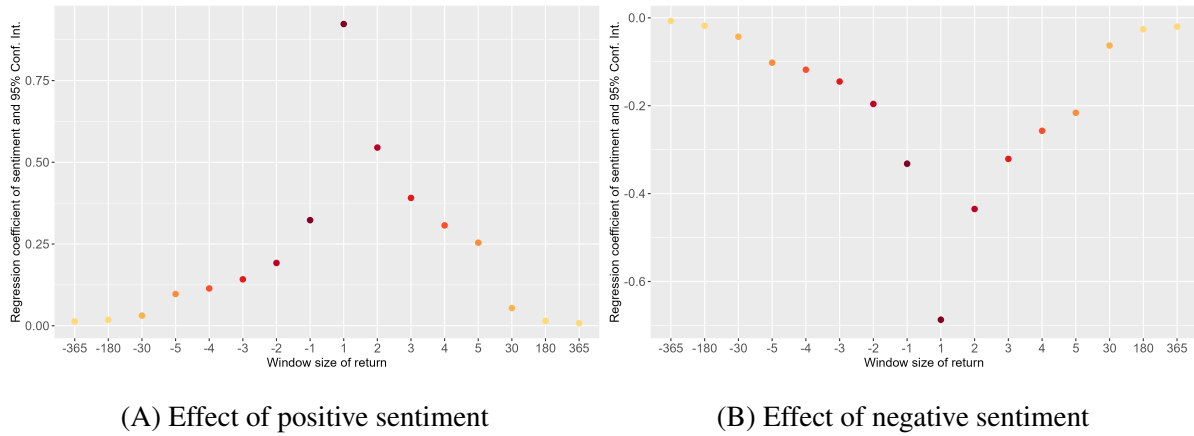 Regression coefficient of sentiment and 95% Conf. Int.
0.75
0.50
0.25
0.00
-365 -180 -30 -5 -4 -3 -2 -1 1 2 3 4 5 30 180 365
Window size of return
(A) Effect of positive sentiment
Regression coefficient of sentiment and 95% Conf. Int.
0.0
-0.2
-0.4
-0.6
-365 -180 -30 -5 -4 -3 -2 -1 1 2 3 4 5 30 180 365
Window size of return
(B) Effect of negative sentiment